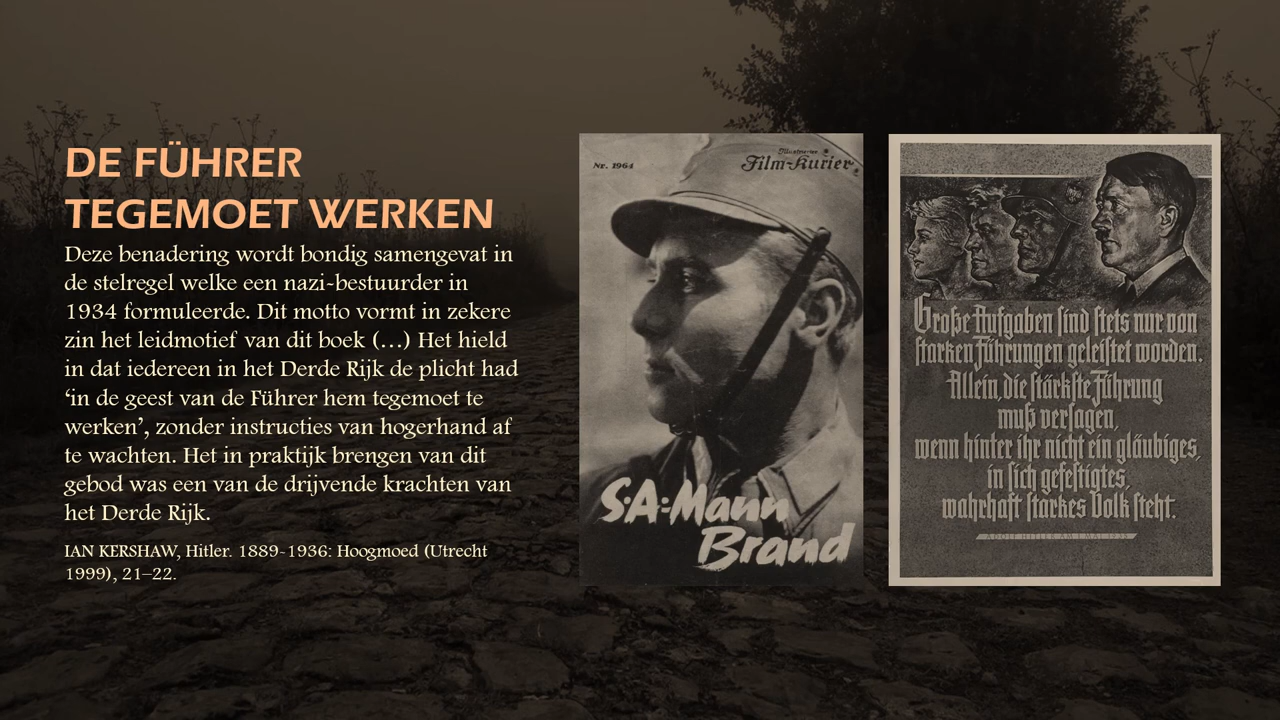 DE FÜHRER
TEGEMOET WERKEN
Deze benadering wordt bondig samengevat in
de stelregel welke een nazi-bestuurder in
1934 formuleerde. Dit motto vormt in zekere
zin het leidmotief van dit boek (…) Het hield
in dat iedereen in het Derde Rijk de plicht had
‘in de geest van de Führer hem tegemoet te
werken’, zonder instructies van hogerhand af
te wachten. Het in praktijk brengen van dit
gebod was een van de drijvende krachten van
het Derde Rijk.
IAN KERSHAW, Hitler. 1889-1936: Hoogmoed (Utrecht
1999), 21–22.
Nr. 1964
Illustrierter
Film-Kurier
S.A.-Mann
Brand
Große Aufgaben sind stets nur von
starken Führungen geleistet worden.
Allein, die stärkste Führung
muß versagen,
wenn hinter ihr nicht ein gläubiges,
in sich gefestigtes,
wahrhaft starkes Volk steht.
ADOLF HITLER AM 1. MAI 1935